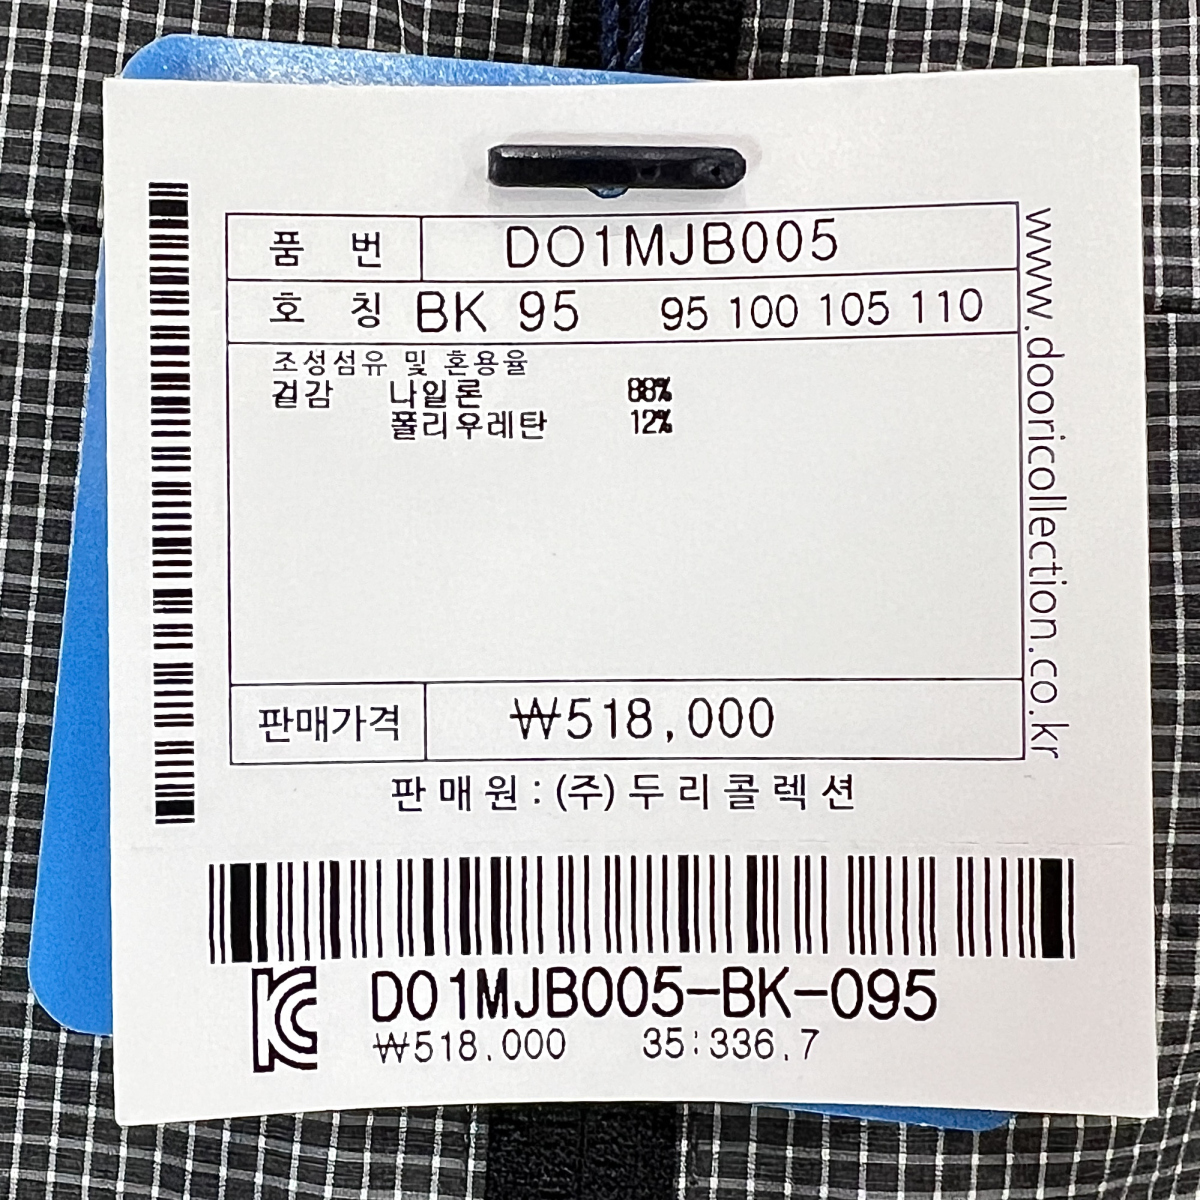 품 번 DO1MJB005
호 칭 BK 95 95 100 105 110
조성섬유 및 혼용율
겉감 나일론 88%
폴리우레탄 12%
판매가격 ₩518,000
판매원 : (주)두리콜렉션
www.dooricollection.co.kr
DO1MJB005-BK-095
₩518,000 35:336.7